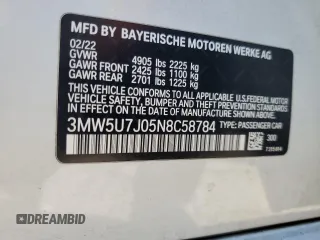 MFD BY BAYERISCHE MOTOREN WERKE AG
02/22
GVWR 4905 lbs 2225 kg
GAWR FRONT 2425 lbs 1100 kg
GAWR REAR 2701 lbs 1225 kg
THIS VEHICLE CONFORMS TO ALL APPLICABLE U.S. FEDERAL MOTOR
VEHICLE SAFETY, BUMPER, AND THEFT PREVENTION STANDARDS
IN EFFECT ON THE DATE OF MANUFACTURE SHOWN ABOVE.
3MW5U7J05N8C58784 TYPE: PASSENGER CAR
300
DREAMBID